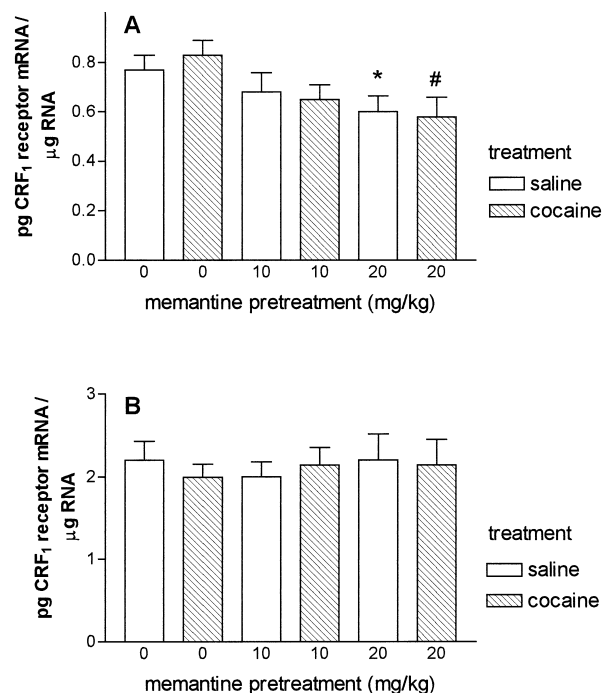 A
pg CRF₁ receptor mRNA /
µg RNA
0.8
0.6
0.4
0.2
0.0
*
#
0 0 10 10 20 20
memantine pretreatment (mg/kg)
treatment
saline
cocaine
B
pg CRF₁ receptor mRNA /
µg RNA
3
2
1
0
0 0 10 10 20 20
memantine pretreatment (mg/kg)
treatment
saline
cocaine